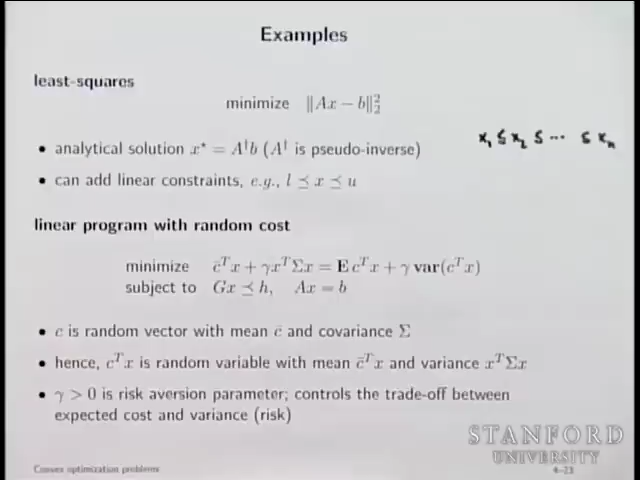 Examples
least-squares
minimize ‖Ax − b‖₂²
• analytical solution x⋆ = A†b (A† is pseudo-inverse)
x₁ ≤ x₂ ≤ ⋯ ≤ xₙ
• can add linear constraints, e.g., l ⪯ x ⪯ u
linear program with random cost
minimize c̄ᵀx + γxᵀΣx = E cᵀx + γ var(cᵀx)
subject to Gx ⪯ h, Ax = b
• c is random vector with mean c̄ and covariance Σ
• hence, cᵀx is random variable with mean c̄ᵀx and variance xᵀΣx
• γ > 0 is risk aversion parameter; controls the trade-off between
expected cost and variance (risk)
STANFORD
UNIVERSITY
Convex optimization problems
4–23